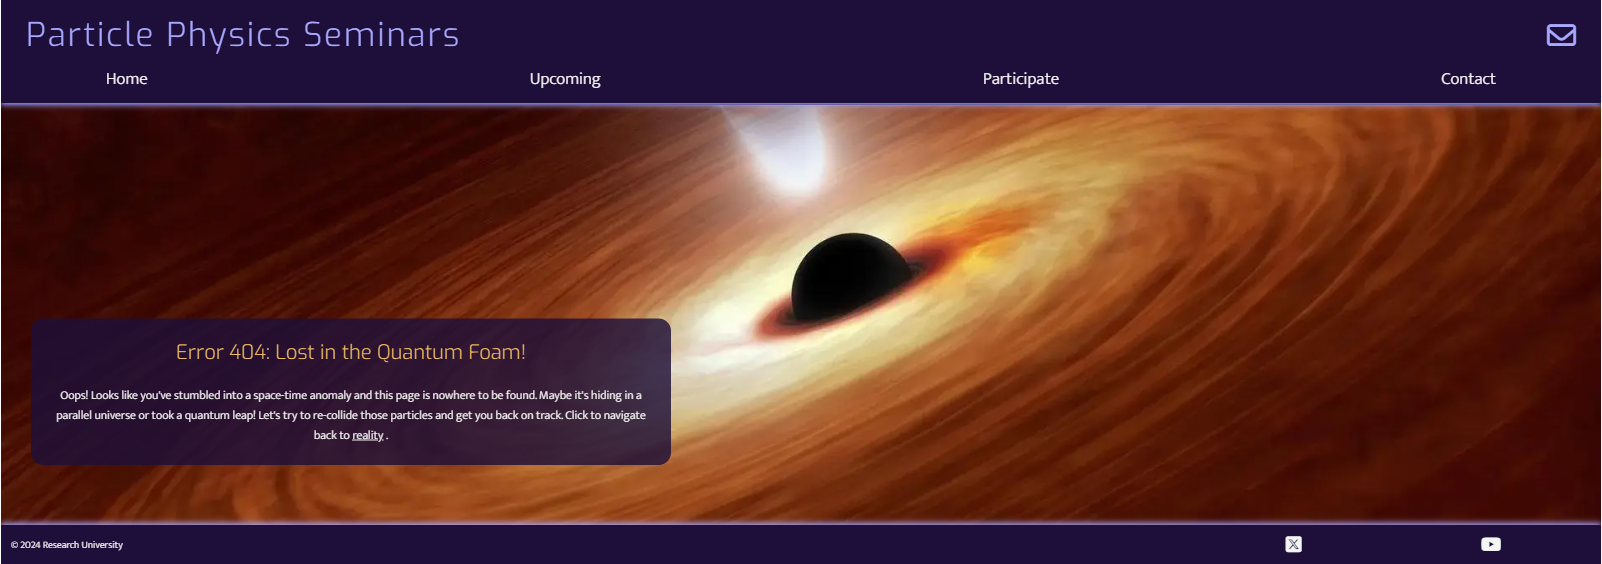 Particle Physics Seminars
Home Upcoming Participate Contact
Error 404: Lost in the Quantum Foam!
Oops! Looks like you've stumbled into a space-time anomaly and this page is nowhere to be found. Maybe it's hiding in a
parallel universe or took a quantum leap! Let's try to re-collide those particles and get you back on track. Click to navigate
back to reality .
© 2024 Research University